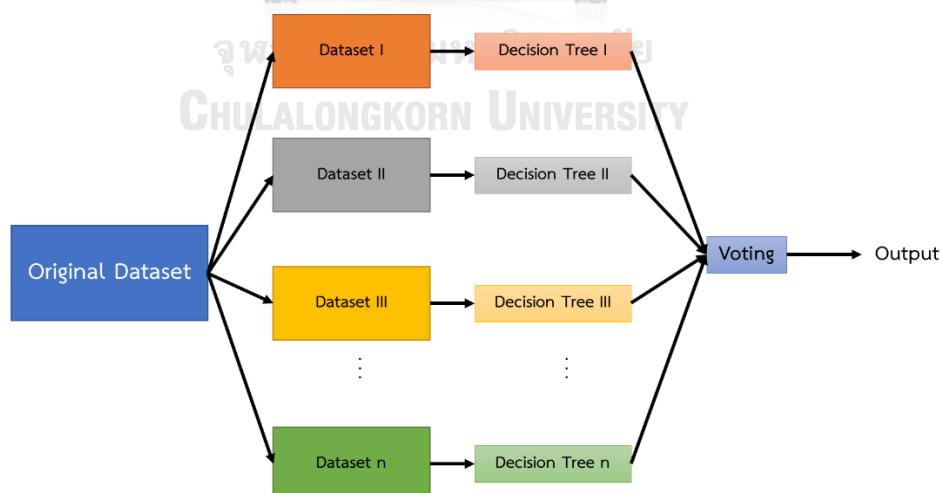 Dataset I
Decision Tree I
CHULALONGKORN UNIVERSITY
Dataset II
Decision Tree II
Original Dataset
Voting
Output
Dataset III
Decision Tree III
Dataset n
Decision Tree n